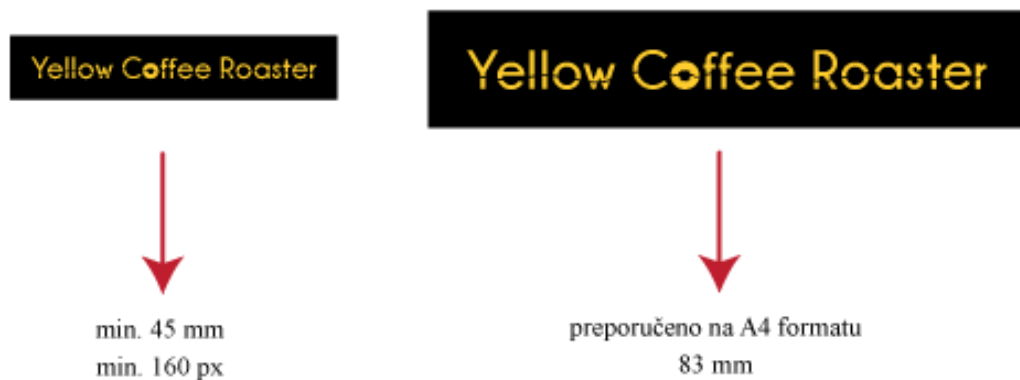 Yellow Coffee Roaster
Yellow Coffee Roaster
min. 45 mm
min. 160 px
preporučeno na A4 formatu
83 mm